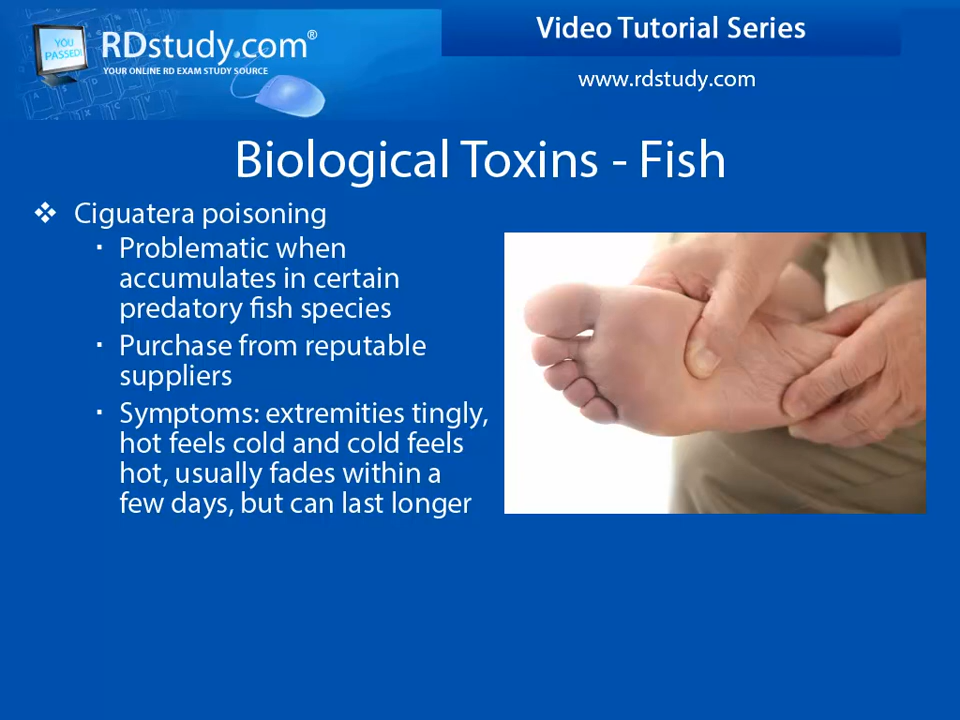 YOU
PASSED!
RDstudy.com®
YOUR ONLINE RD EXAM STUDY SOURCE
Video Tutorial Series
www.rdstudy.com
Biological Toxins - Fish
❖ Ciguatera poisoning
▪ Problematic when
accumulates in certain
predatory fish species
▪ Purchase from reputable
suppliers
▪ Symptoms: extremities tingly,
hot feels cold and cold feels
hot, usually fades within a
few days, but can last longer